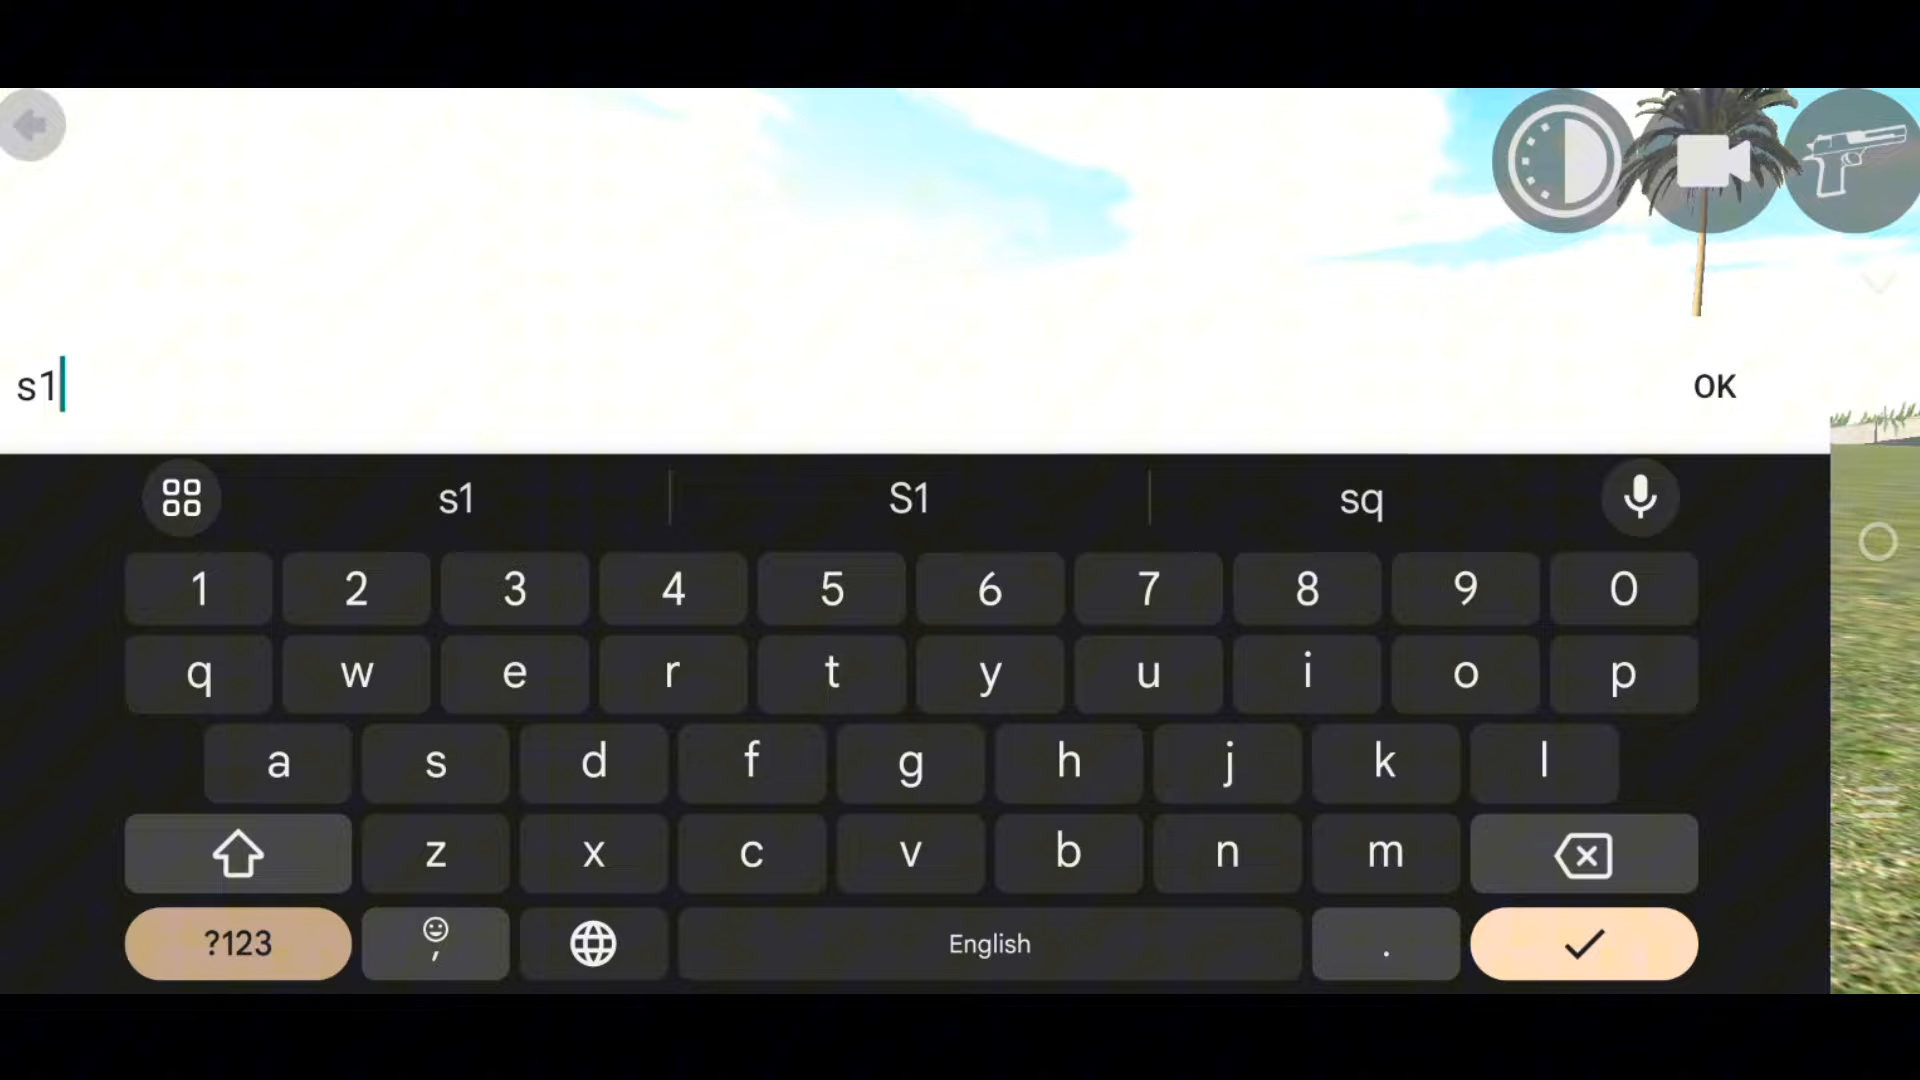 s1
OK
s1 S1 sq
1 2 3 4 5 6 7 8 9 0
q w e r t y u i o p
a s d f g h j k l
z x c v b n m
?123 , English .